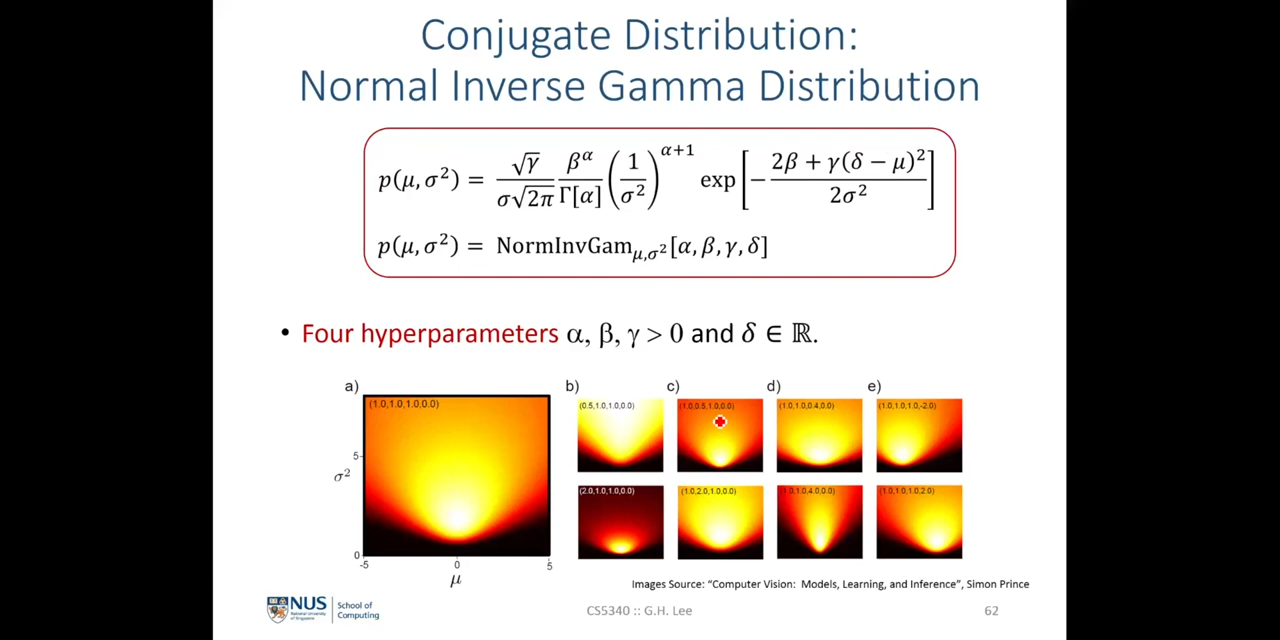 Conjugate Distribution:
Normal Inverse Gamma Distribution
p(μ, σ²) = √γ/(σ√2π) β^α/Γ[α] (1/σ²)^(α+1) exp[−(2β + γ(δ − μ)²)/(2σ²)]
p(μ, σ²) = NormInvGam_{μ,σ²}[α, β, γ, δ]
• Four hyperparameters α, β, γ > 0 and δ ∈ ℝ.
a) b) c) d) e)
(1.0,1.0,1.0,0.0)
(0.5,1.0,1.0,0.0) (1.0,0.5,1.0,0.0) (1.0,1.0,0.4,0.0) (1.0,1.0,1.0,-2.0)
5
σ²
(2.0,1.0,1.0,0.0) (1.0,2.0,1.0,0.0) (1.0,1.0,4.0,0.0) (1.0,1.0,1.0,2.0)
0
-5 0 5
μ
Images Source: "Computer Vision: Models, Learning, and Inference", Simon Prince
NUS
National University
of Singapore
School of
Computing
CS5340 :: G.H. Lee
62